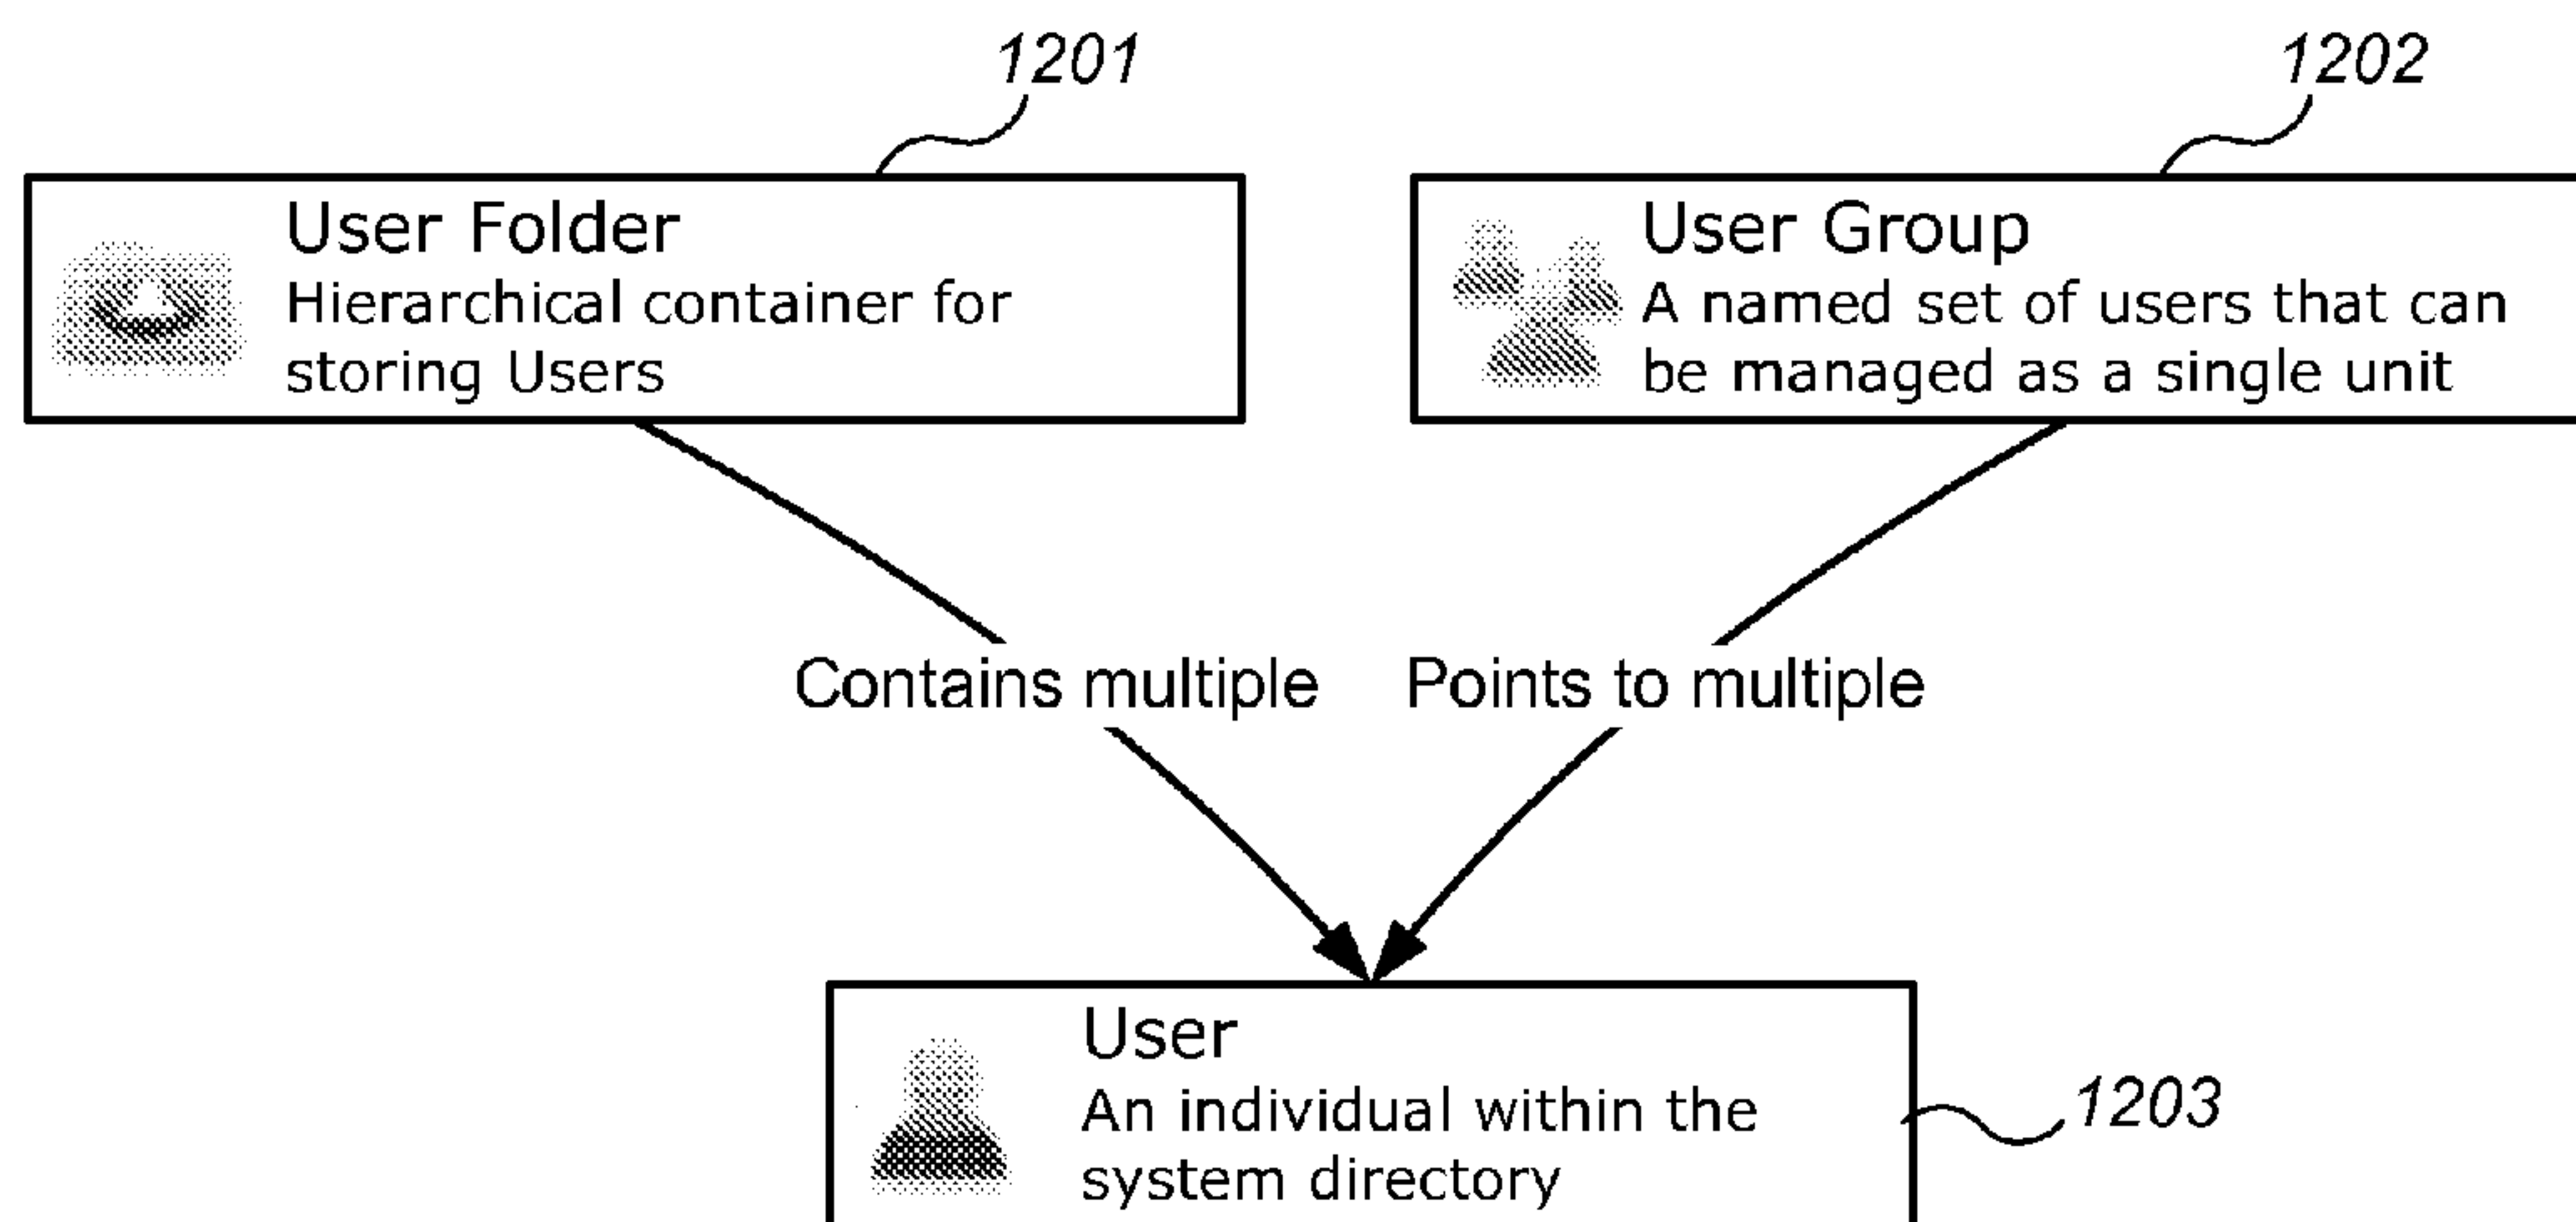 1201
1202
User Folder
Hierarchical container for
storing Users
User Group
A named set of users that can
be managed as a single unit
Contains multiple
Points to multiple
User
An individual within the
system directory
1203